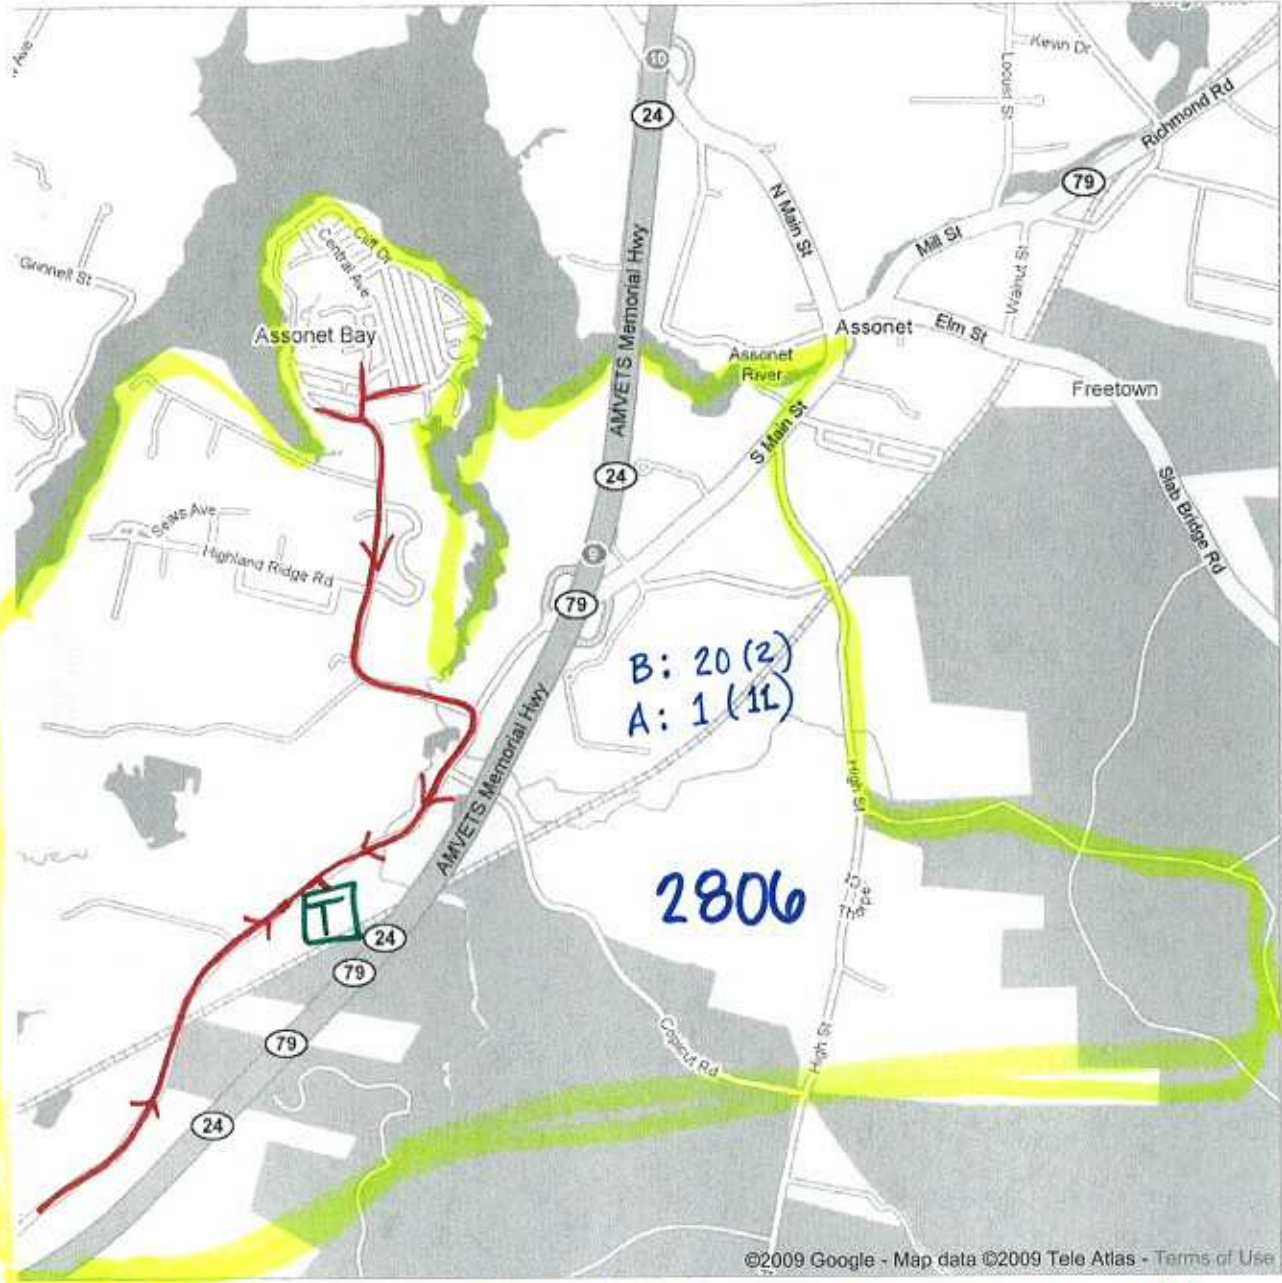 Kevin Dr
10
24
Locust St
Richmond Rd
79
N Main St
Mill St
Cliff Dr
Central Ave
Grinnell St
Walnut St
AMVETS Memorial Hwy
Assonet Bay
Assonet
Elm St
Assonet
River
Freetown
S Main St
24
Slab Bridge Rd
Highland Ridge Rd
9
79
B: 20 (2)
A: 1 (11)
AMVETS Memorial Hwy
High St
2806
T
24
79
79
Copicut Rd
High St
24
©2009 Google - Map data ©2009 Tele Atlas - Terms of Use